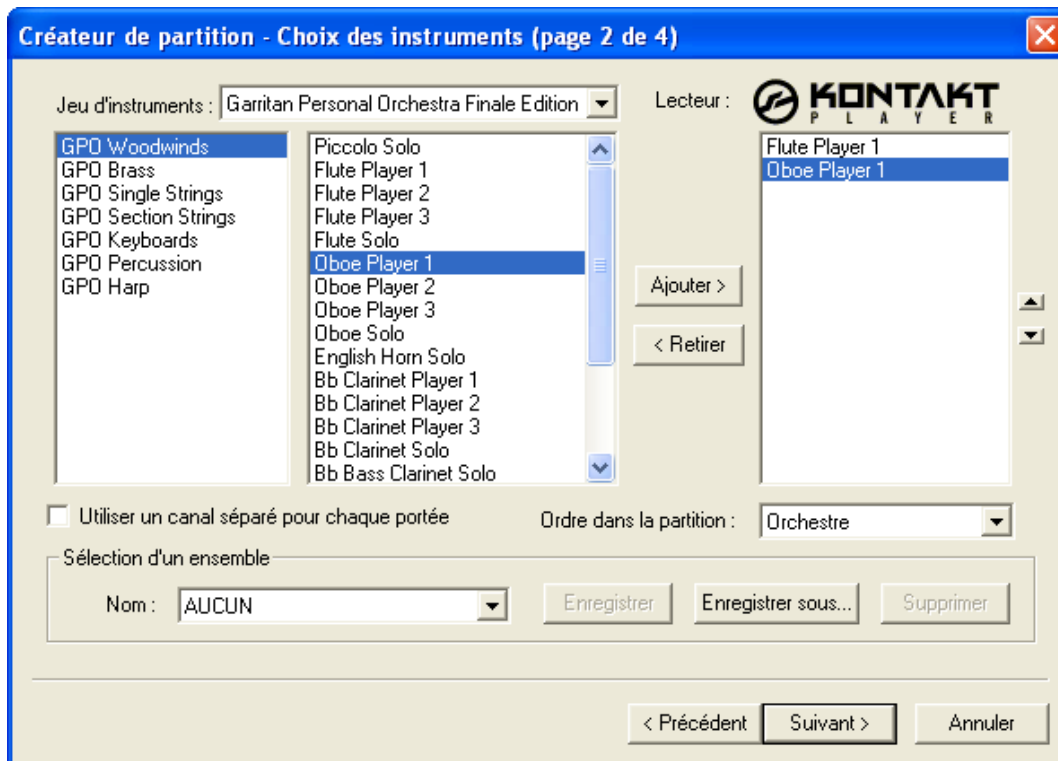 Créateur de partition - Choix des instruments (page 2 de 4)
Jeu d'instruments : Garritan Personal Orchestra Finale Edition
Lecteur : KONTAKT
PLAYER
GPO Woodwinds
GPO Brass
GPO Single Strings
GPO Section Strings
GPO Keyboards
GPO Percussion
GPO Harp
Piccolo Solo
Flute Player 1
Flute Player 2
Flute Player 3
Flute Solo
Oboe Player 1
Oboe Player 2
Oboe Player 3
Oboe Solo
English Horn Solo
Bb Clarinet Player 1
Bb Clarinet Player 2
Bb Clarinet Player 3
Bb Clarinet Solo
Bb Bass Clarinet Solo
Ajouter >
< Retirer
Flute Player 1
Oboe Player 1
Utiliser un canal séparé pour chaque portée
Ordre dans la partition : Orchestre
Sélection d'un ensemble
Nom : AUCUN
Enregistrer
Enregistrer sous...
Supprimer
< Précédent
Suivant >
Annuler